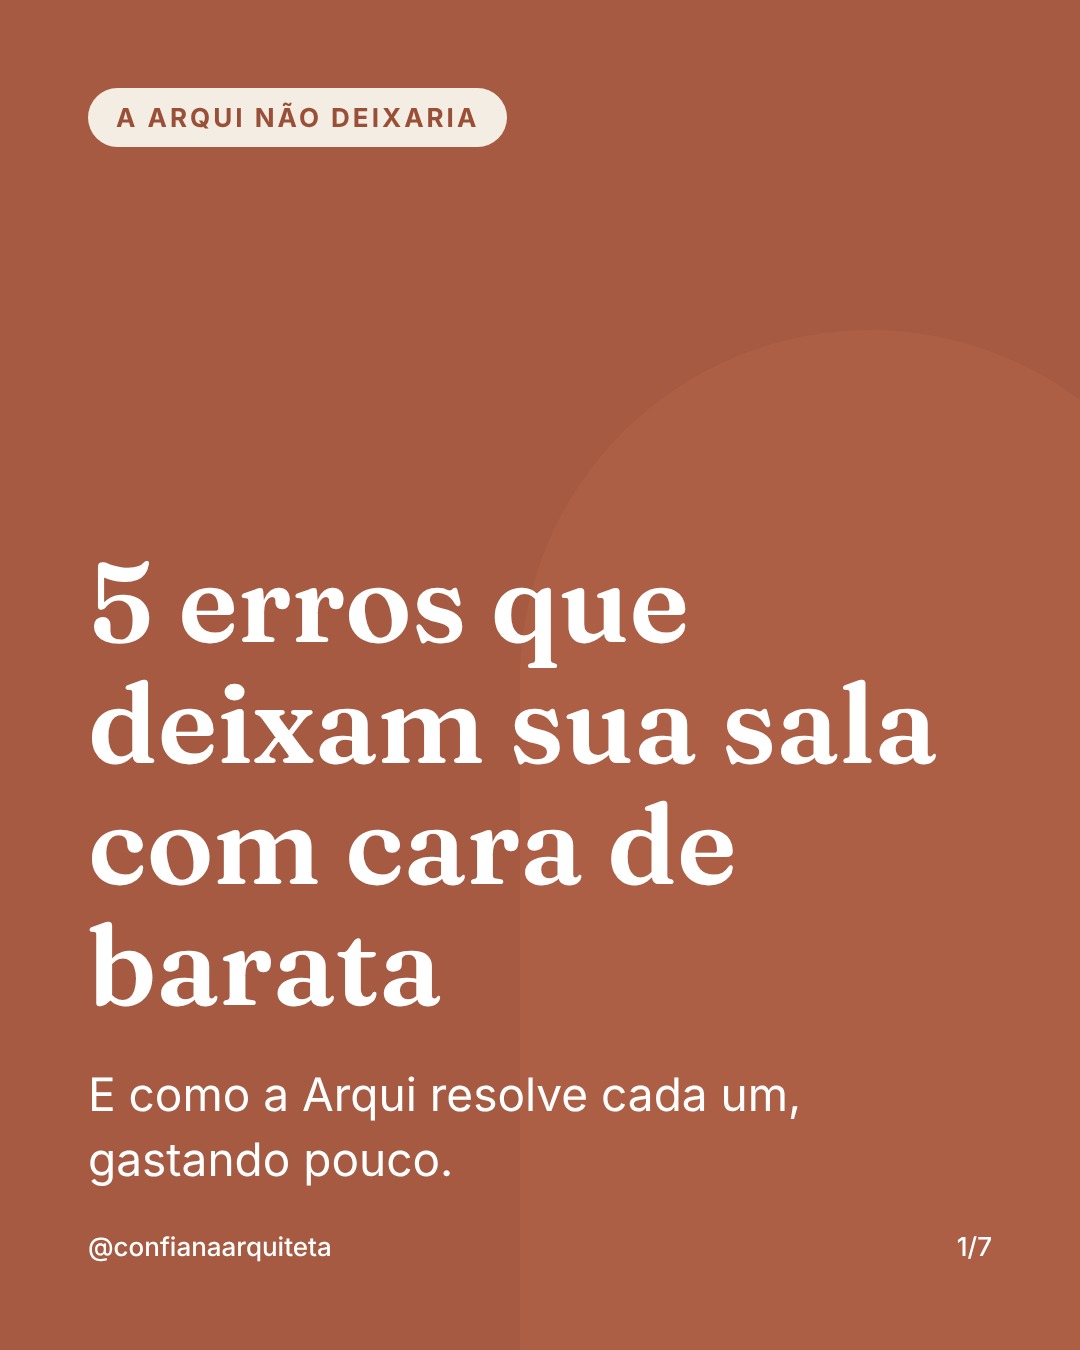 A ARQUI NÃO DEIXARIA
5 erros que
deixam sua sala
com cara de
barata
E como a Arqui resolve cada um,
gastando pouco.
@confianaarquiteta
1/7